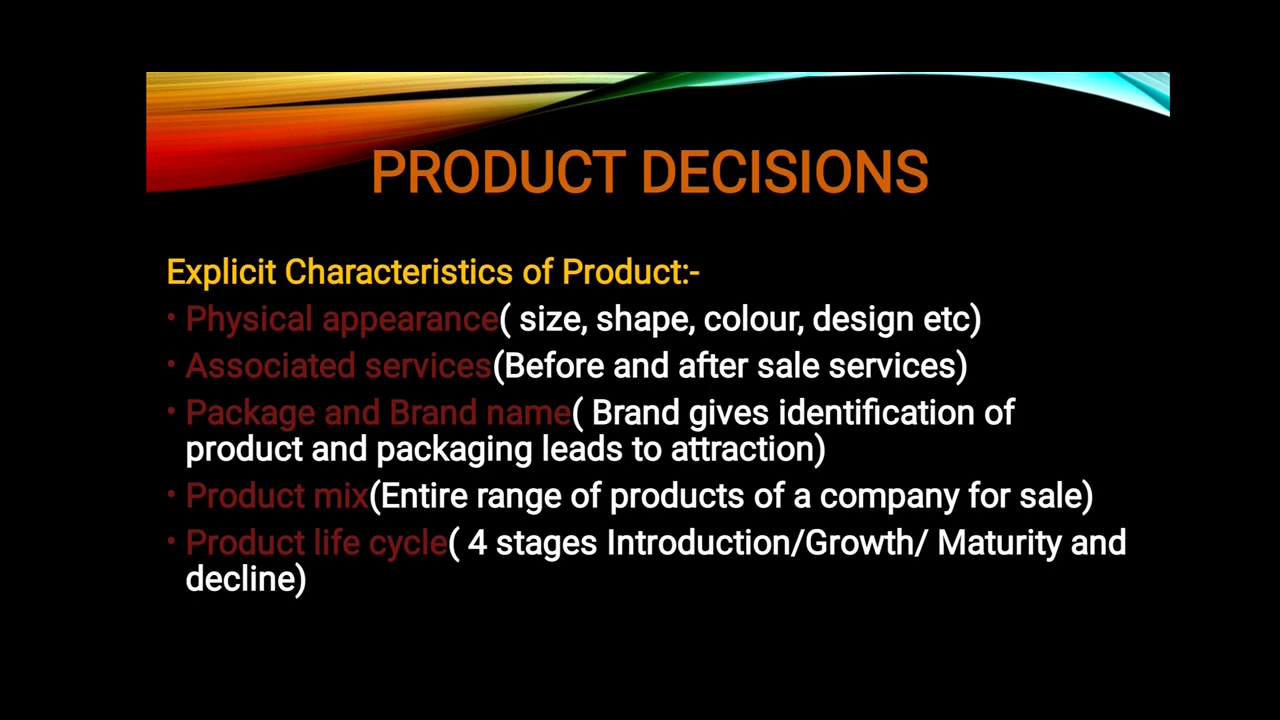 PRODUCT DECISIONS
Explicit Characteristics of Product:-
• Physical appearance( size, shape, colour, design etc)
• Associated services(Before and after sale services)
• Package and Brand name( Brand gives identification of
product and packaging leads to attraction)
• Product mix(Entire range of products of a company for sale)
• Product life cycle( 4 stages Introduction/Growth/ Maturity and
decline)